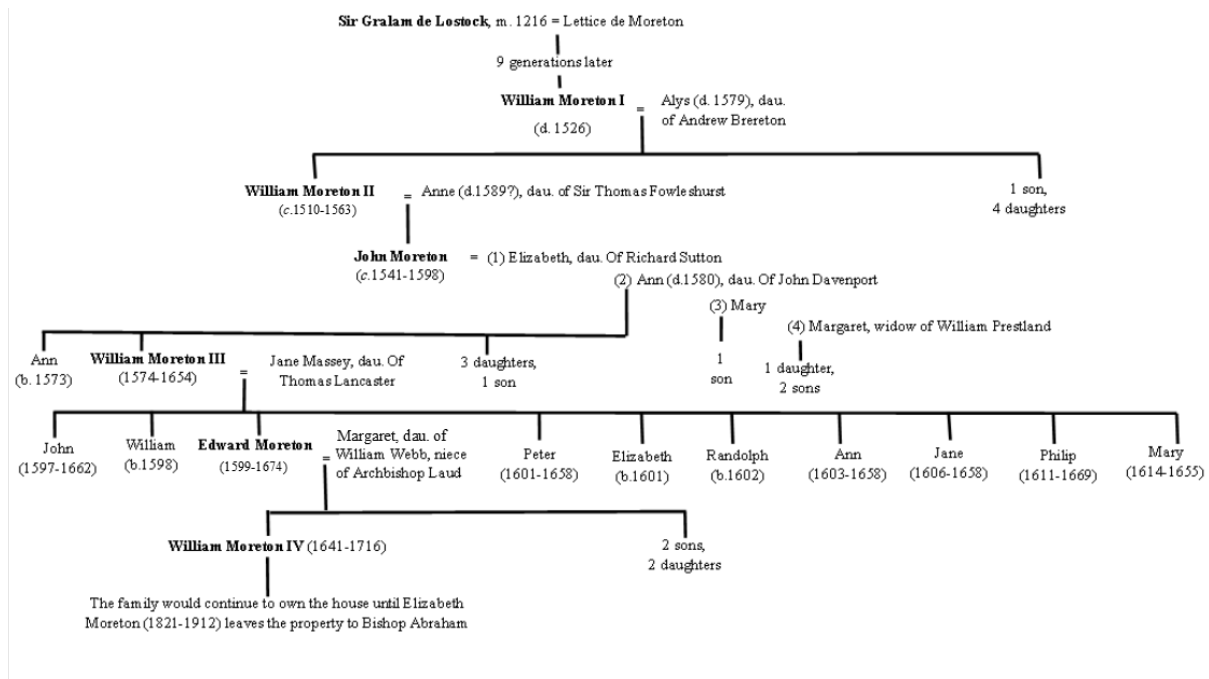 Sir Gralam de Lostock, m. 1216 = Lettice de Moreton
9 generations later
William Moreton I
(d. 1526)
=
Alys (d. 1579), dau.
of Andrew Brereton
William Moreton II
(c.1510-1563)
=
Anne (d.1589?), dau. of Sir Thomas Fowleshurst
1 son,
4 daughters
John Moreton
(c.1541-1598)
= (1) Elizabeth, dau. Of Richard Sutton
(2) Ann (d.1580), dau. Of John Davenport
(3) Mary
(4) Margaret, widow of William Prestland
Ann
(b. 1573)
William Moreton III
(1574-1654)
=
Jane Massey, dau. Of
Thomas Lancaster
3 daughters,
1 son
1
son
1 daughter,
2 sons
John
(1597-1662)
William
(b.1598)
Edward Moreton
(1599-1674)
=
Margaret, dau. of
William Webb, niece
of Archbishop Laud
Peter
(1601-1658)
Elizabeth
(b.1601)
Randolph
(b.1602)
Ann
(1603-1658)
Jane
(1606-1658)
Philip
(1611-1669)
Mary
(1614-1655)
William Moreton IV (1641-1716)
2 sons,
2 daughters
The family would continue to own the house until Elizabeth
Moreton (1821-1912) leaves the property to Bishop Abraham